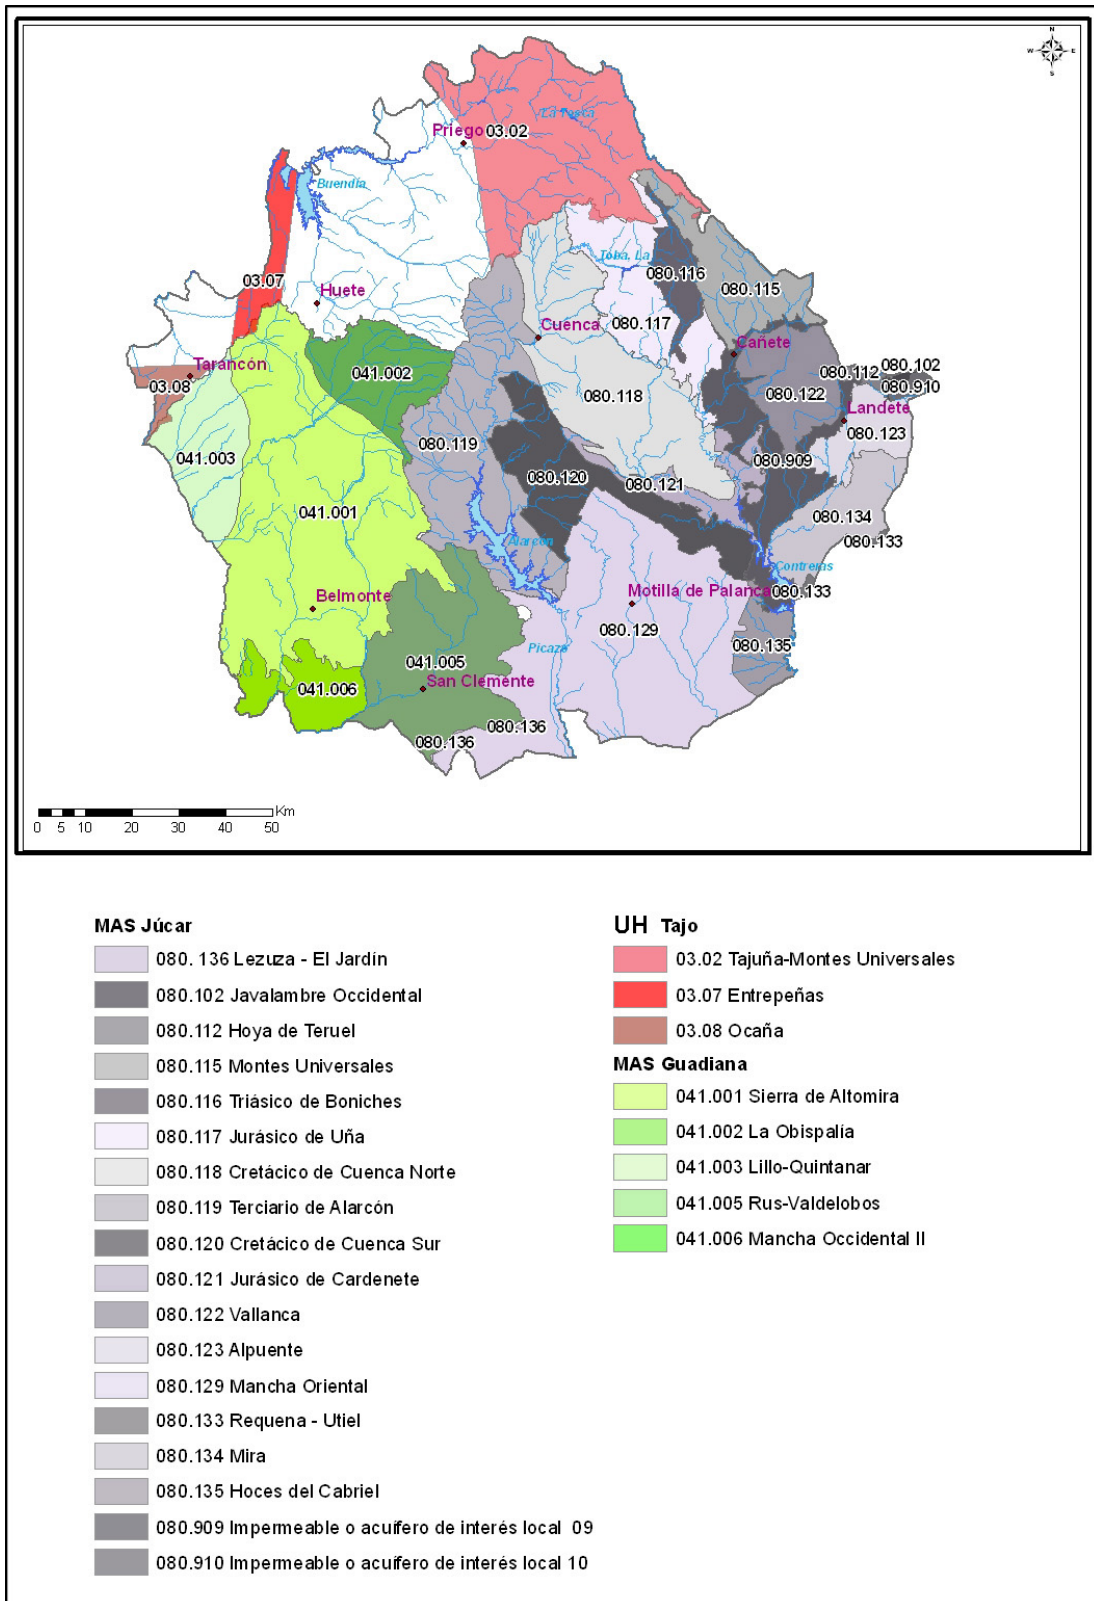 N
W E
S
La Tosca
Priego 03.02
Buendía
Toba, La
080.116
03.07
080.115
Huete
Cuenca
080.117
Cañete
Tarancón
041.002
080.112
080.102
03.08
080.118
080.122
080.910
Landete
080.119
080.123
041.003
080.909
080.120
080.121
041.001
080.134
Alarcón
080.133
Contreras
Belmonte
Motilla de Palanca
080.133
080.129
Picazo
080.135
041.005
San Clemente
041.006
080.136
080.136
Km
0 5 10 20 30 40 50
MAS Júcar
080. 136 Lezuza - El Jardín
080.102 Javalambre Occidental
080.112 Hoya de Teruel
080.115 Montes Universales
080.116 Triásico de Boniches
080.117 Jurásico de Uña
080.118 Cretácico de Cuenca Norte
080.119 Terciario de Alarcón
080.120 Cretácico de Cuenca Sur
080.121 Jurásico de Cardenete
080.122 Vallanca
080.123 Alpuente
080.129 Mancha Oriental
080.133 Requena - Utiel
080.134 Mira
080.135 Hoces del Cabriel
080.909 Impermeable o acuífero de interés local 09
080.910 Impermeable o acuífero de interés local 10
UH Tajo
03.02 Tajuña-Montes Universales
03.07 Entrepeñas
03.08 Ocaña
MAS Guadiana
041.001 Sierra de Altomira
041.002 La Obispalía
041.003 Lillo-Quintanar
041.005 Rus-Valdelobos
041.006 Mancha Occidental II